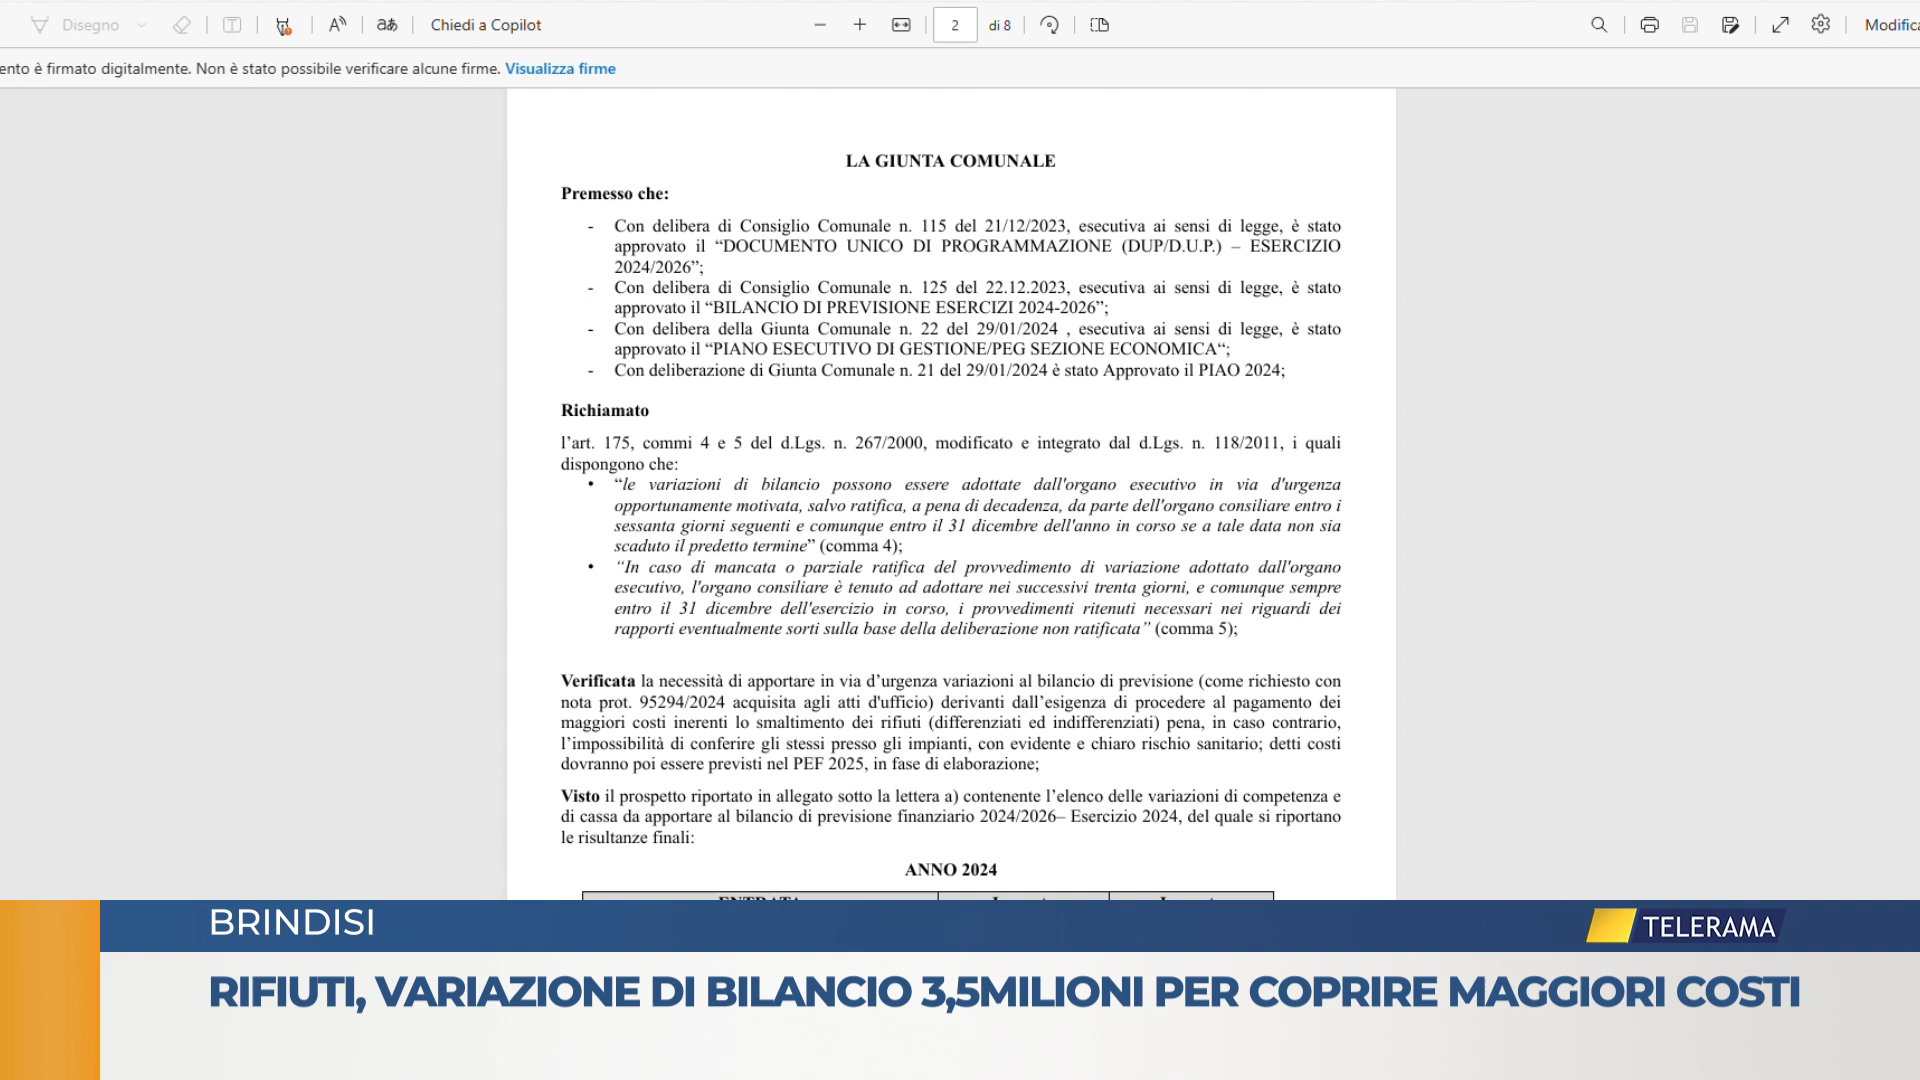 Disegno
Chiedi a Copilot
2 di 8
Modifica
ento è firmato digitalmente. Non è stato possibile verificare alcune firme. Visualizza firme
LA GIUNTA COMUNALE
Premesso che:
- Con delibera di Consiglio Comunale n. 115 del 21/12/2023, esecutiva ai sensi di legge, è stato
approvato il “DOCUMENTO UNICO DI PROGRAMMAZIONE (DUP/D.U.P.) – ESERCIZIO
2024/2026”;
- Con delibera di Consiglio Comunale n. 125 del 22.12.2023, esecutiva ai sensi di legge, è stato
approvato il “BILANCIO DI PREVISIONE ESERCIZI 2024-2026”;
- Con delibera della Giunta Comunale n. 22 del 29/01/2024 , esecutiva ai sensi di legge, è stato
approvato il “PIANO ESECUTIVO DI GESTIONE/PEG SEZIONE ECONOMICA“;
- Con deliberazione di Giunta Comunale n. 21 del 29/01/2024 è stato Approvato il PIAO 2024;
Richiamato
l’art. 175, commi 4 e 5 del d.Lgs. n. 267/2000, modificato e integrato dal d.Lgs. n. 118/2011, i quali
dispongono che:
• “le variazioni di bilancio possono essere adottate dall'organo esecutivo in via d'urgenza
opportunamente motivata, salvo ratifica, a pena di decadenza, da parte dell'organo consiliare entro i
sessanta giorni seguenti e comunque entro il 31 dicembre dell'anno in corso se a tale data non sia
scaduto il predetto termine” (comma 4);
• “In caso di mancata o parziale ratifica del provvedimento di variazione adottato dall'organo
esecutivo, l'organo consiliare è tenuto ad adottare nei successivi trenta giorni, e comunque sempre
entro il 31 dicembre dell'esercizio in corso, i provvedimenti ritenuti necessari nei riguardi dei
rapporti eventualmente sorti sulla base della deliberazione non ratificata” (comma 5);
Verificata la necessità di apportare in via d’urgenza variazioni al bilancio di previsione (come richiesto con
nota prot. 95294/2024 acquisita agli atti d'ufficio) derivanti dall’esigenza di procedere al pagamento dei
maggiori costi inerenti lo smaltimento dei rifiuti (differenziati ed indifferenziati) pena, in caso contrario,
l’impossibilità di conferire gli stessi presso gli impianti, con evidente e chiaro rischio sanitario; detti costi
dovranno poi essere previsti nel PEF 2025, in fase di elaborazione;
Visto il prospetto riportato in allegato sotto la lettera a) contenente l’elenco delle variazioni di competenza e
di cassa da apportare al bilancio di previsione finanziario 2024/2026– Esercizio 2024, del quale si riportano
le risultanze finali:
ANNO 2024
BRINDISI
TELERAMA
RIFIUTI, VARIAZIONE DI BILANCIO 3,5MILIONI PER COPRIRE MAGGIORI COSTI